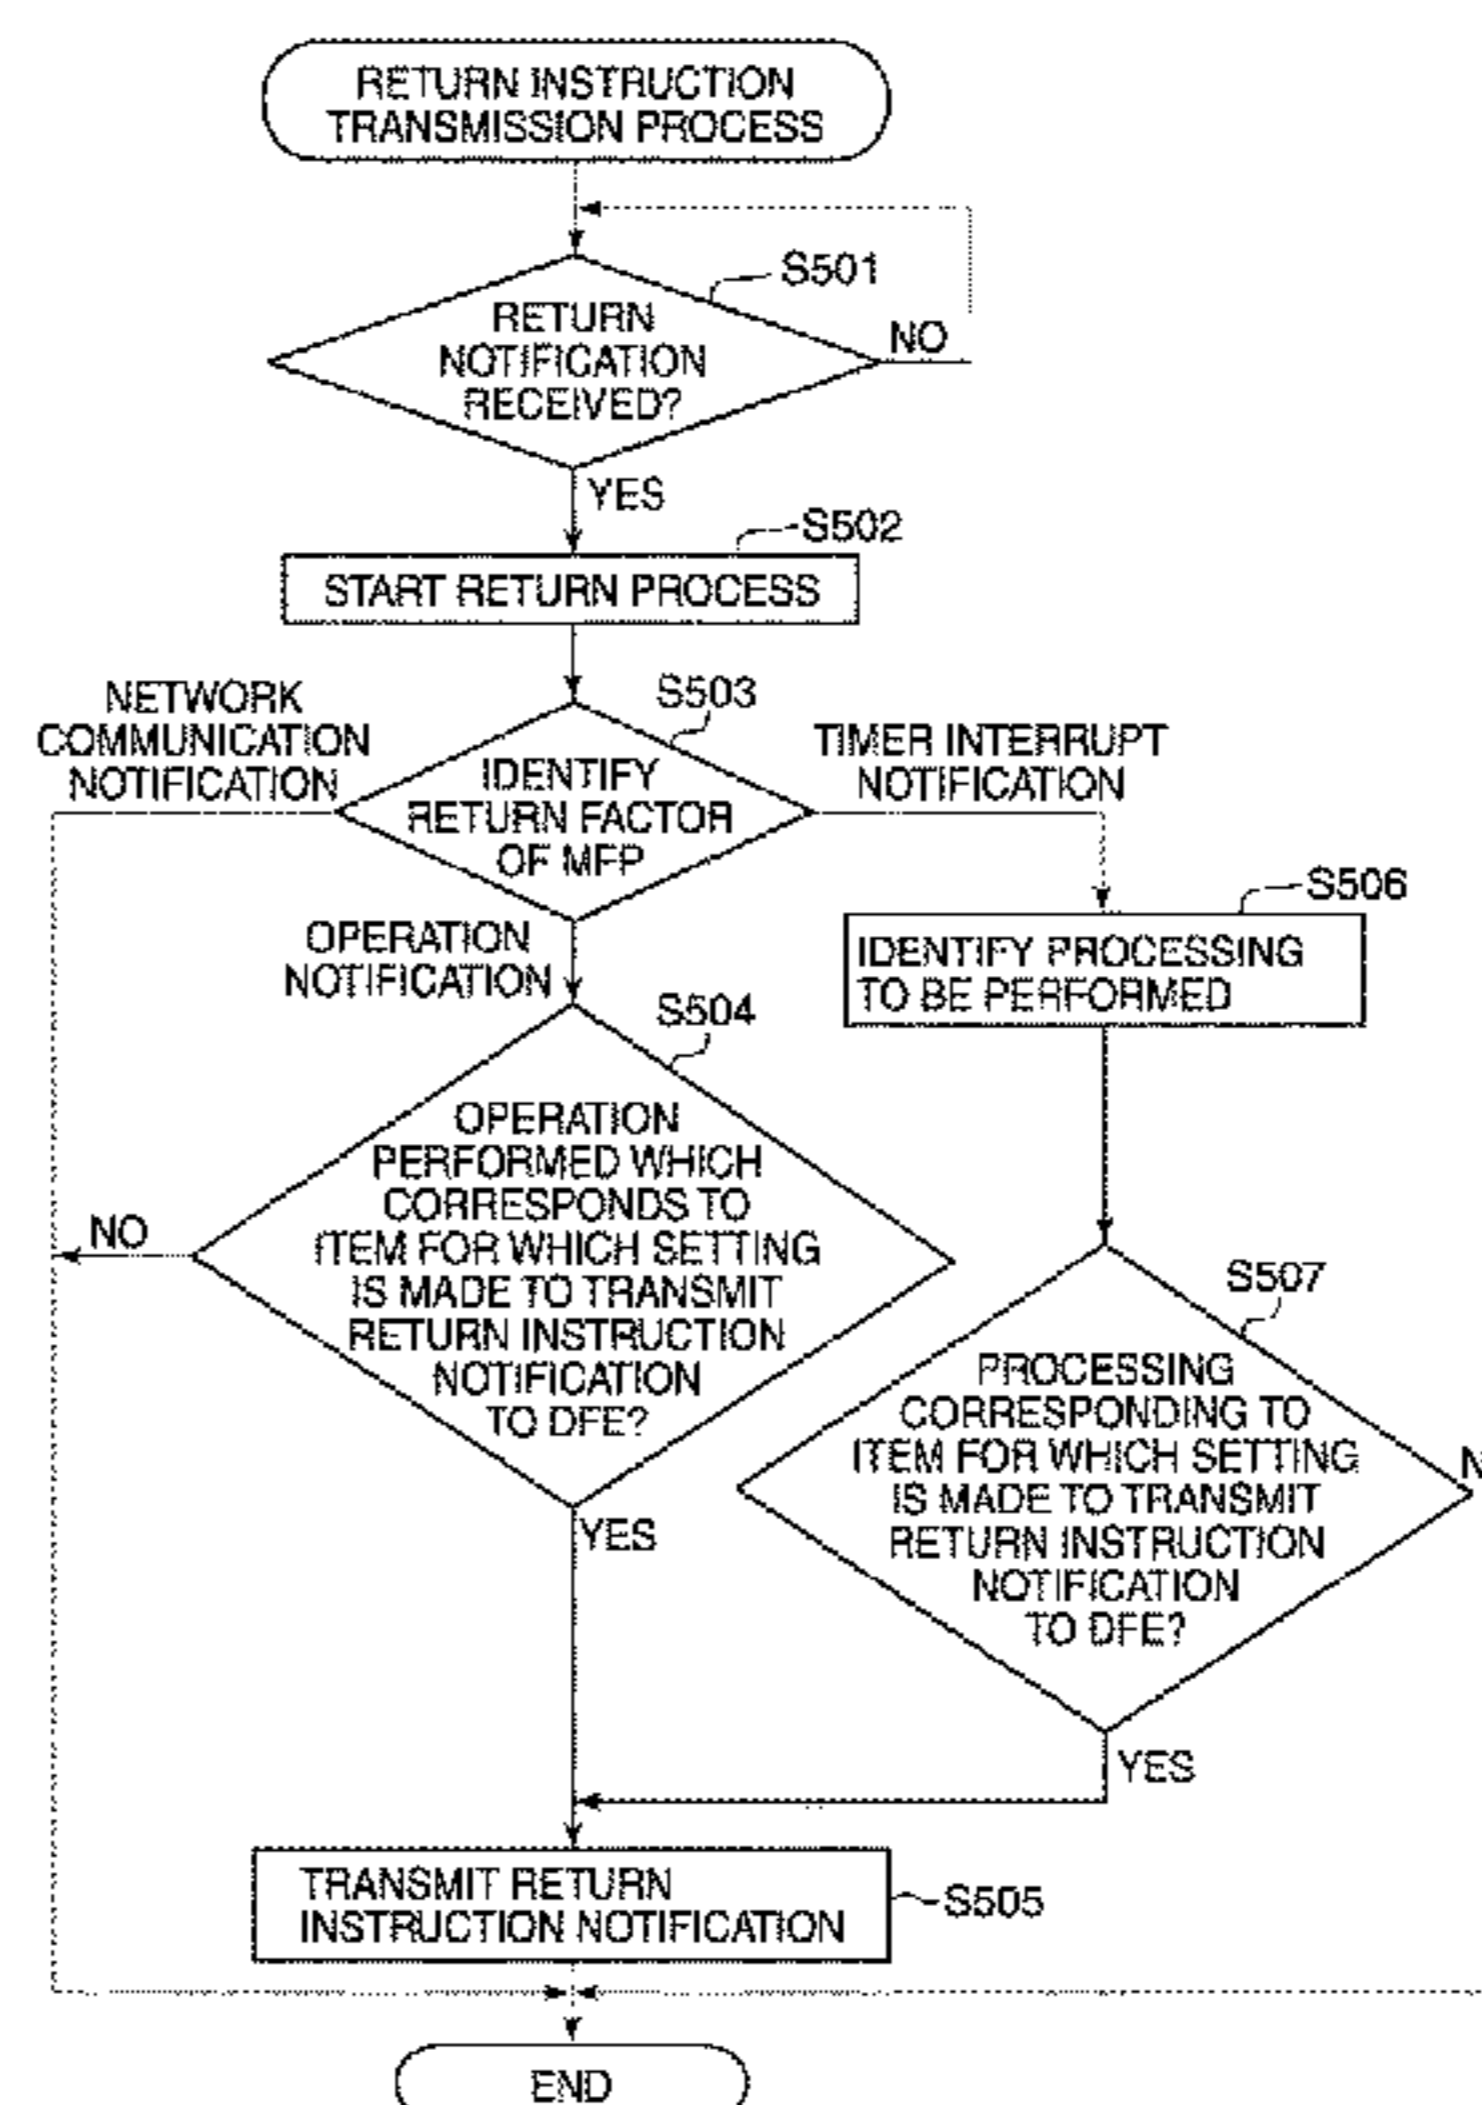 RETURN INSTRUCTION
TRANSMISSION PROCESS
S501
RETURN
NOTIFICATION
RECEIVED?
NO
YES
S502
START RETURN PROCESS
NETWORK
COMMUNICATION
NOTIFICATION
S503
IDENTIFY
RETURN FACTOR
OF MFP
TIMER INTERRUPT
NOTIFICATION
OPERATION
NOTIFICATION
S506
IDENTIFY PROCESSING
TO BE PERFORMED
S504
OPERATION
PERFORMED WHICH
CORRESPONDS TO
ITEM FOR WHICH SETTING
IS MADE TO TRANSMIT
RETURN INSTRUCTION
NOTIFICATION
TO DFE?
NO
YES
S507
PROCESSING
CORRESPONDING TO
ITEM FOR WHICH SETTING
IS MADE TO TRANSMIT
RETURN INSTRUCTION
NOTIFICATION
TO DFE?
YES
TRANSMIT RETURN
INSTRUCTION NOTIFICATION
S505
END